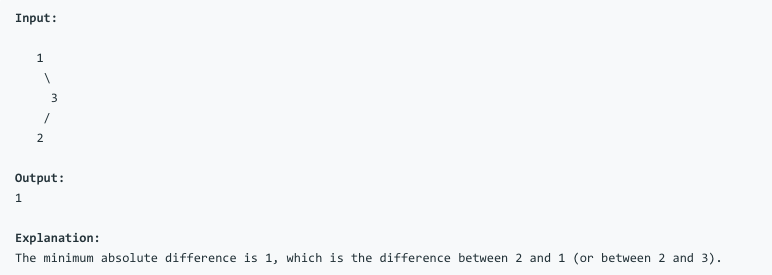 Input:
1
\
3
/
2
Output:
1
Explanation:
The minimum absolute difference is 1, which is the difference between 2 and 1 (or between 2 and 3).